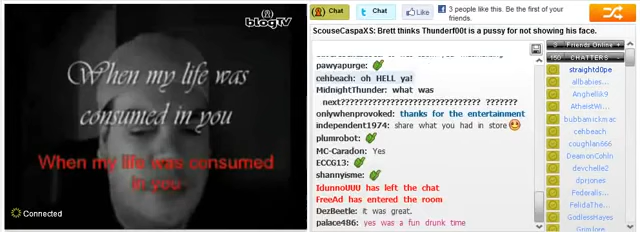 blogTV
When my life was
consumed in you
When my life was consumed
in you
Connected
Chat
Chat
Like
3 people like this. Be the first of your
friends.
ScouseCaspaXS: Brett thinks Thunderf00t is a pussy for not showing his face.
pawyapurge:
cehbeach: oh HELL ya!
MidnightThunder: what was
next??????????????????????????????? ???????
onlywhenprovoked: thanks for the entertainment
independent1974: share what you had in store
plumrobot:
MC-Caradon: Yes
ECCG13:
shannyisme:
IdunnoUUU has left the chat
FreeAd has entered the room
DezBeetle: it was great.
palace486: yes was a fun drunk time
3 Friends Online +
150 CHATTERS -
straightd0pe
allbabies...
Anghellik9
AtheistWi...
bubbamickmac
cehbeach
coughlan666
DeamonCohln
devchelle2
dprjones
Federalis...
FelidaThe...
GodlessHayes
Grimlore